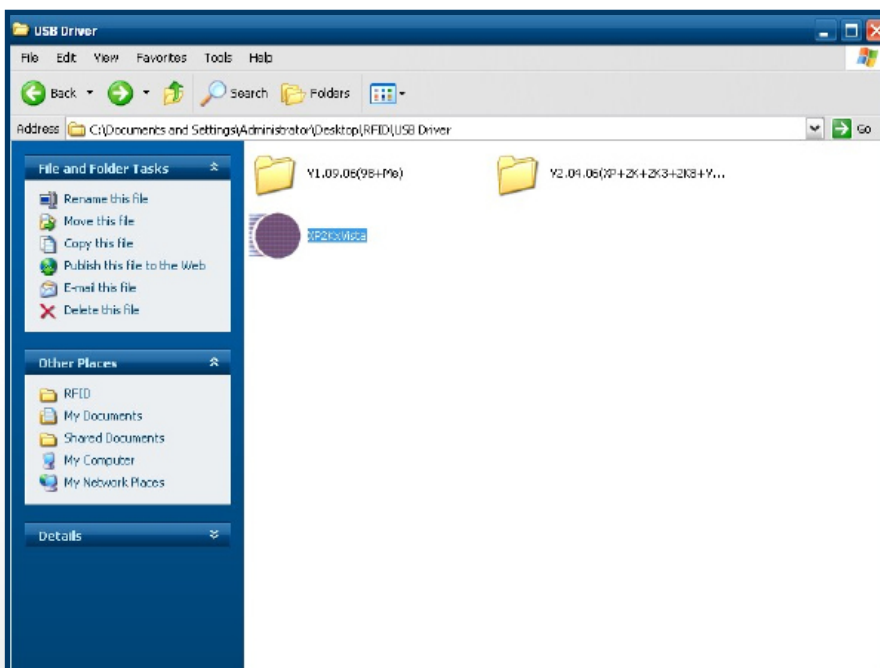 USB Driver
File Edit View Favorites Tools Help
Back Search Folders
Address C:\Documents and Settings\Administrator\Desktop\RFID\USB Driver Go
File and Folder Tasks
Rename this file
Move this file
Copy this file
Publish this file to the Web
E-mail this file
Delete this file
Other Places
RFID
My Documents
Shared Documents
My Computer
My Network Places
Details
V1.09.06(98+Me)
V2.04.06(XP+2K+2K3+2K8+V...
XP2KxVista